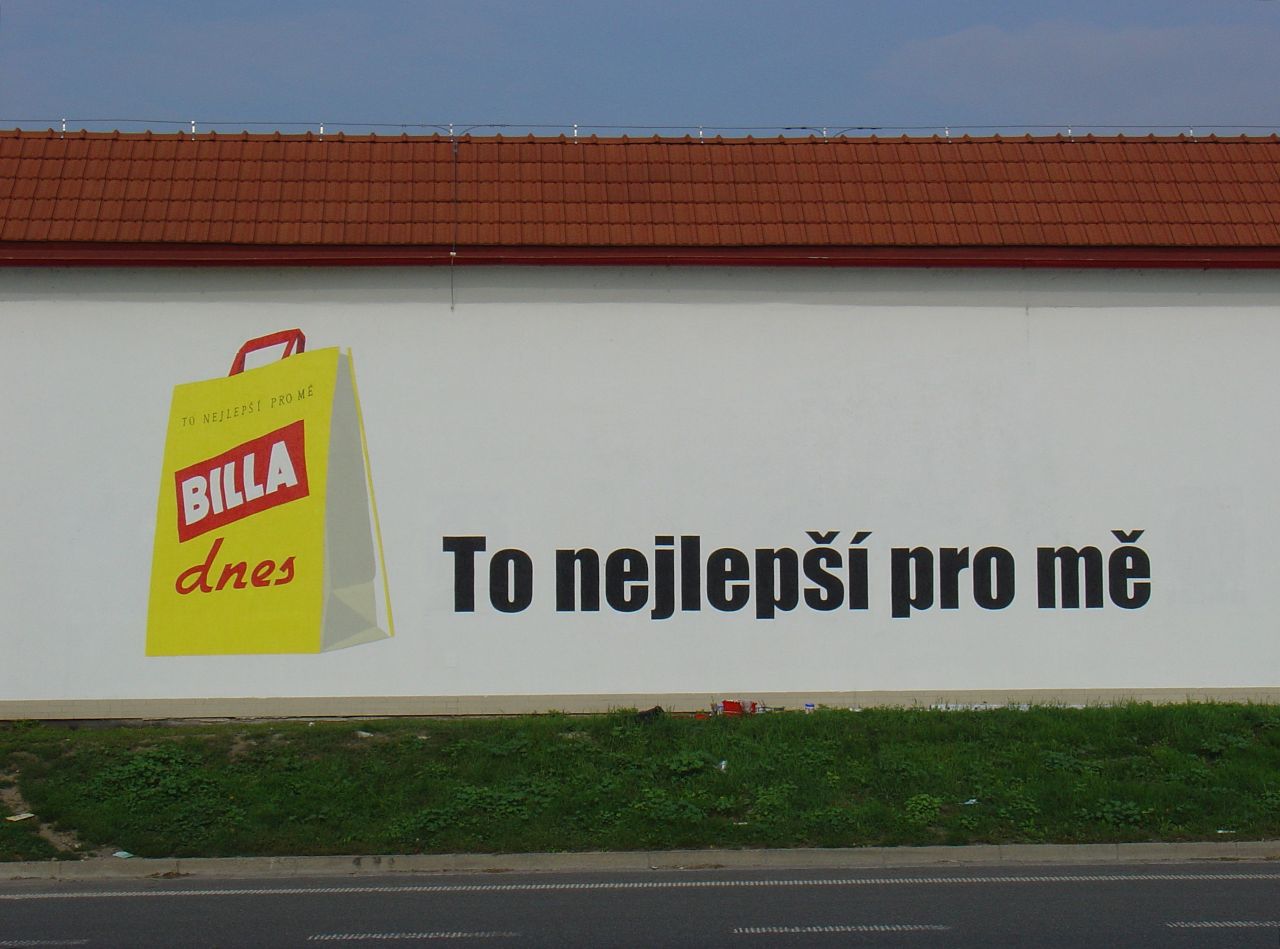 TO NEJLEPŠÍ PRO MĚ
BILLA
dnes
To nejlepší pro mě